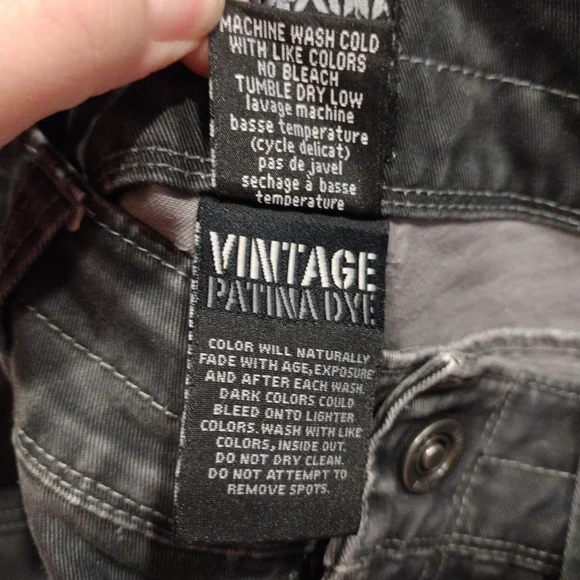 MACHINE WASH COLD
WITH LIKE COLORS
NO BLEACH
TUMBLE DRY LOW
lavage machine
basse temperature
(cycle delicat)
pas de javel
sechage à basse
temperature
VINTAGE
PATINA DYE
COLOR WILL NATURALLY
FADE WITH AGE,EXPOSURE
AND AFTER EACH WASH.
DARK COLORS COULD
BLEED ONTO LIGHTER
COLORS. WASH WITH LIKE
COLORS, INSIDE OUT.
DO NOT DRY CLEAN.
DO NOT ATTEMPT TO
REMOVE SPOTS.